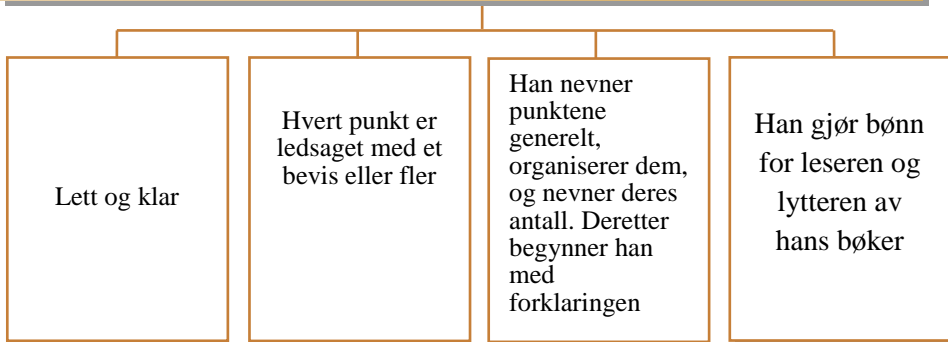 Lett og klar
Hvert punkt er
ledsaget med et
bevis eller fler
Han nevner
punktene
generelt,
organiserer dem,
og nevner deres
antall. Deretter
begynner han
med
forklaringen
Han gjør bønn
for leseren og
lytteren av
hans bøker